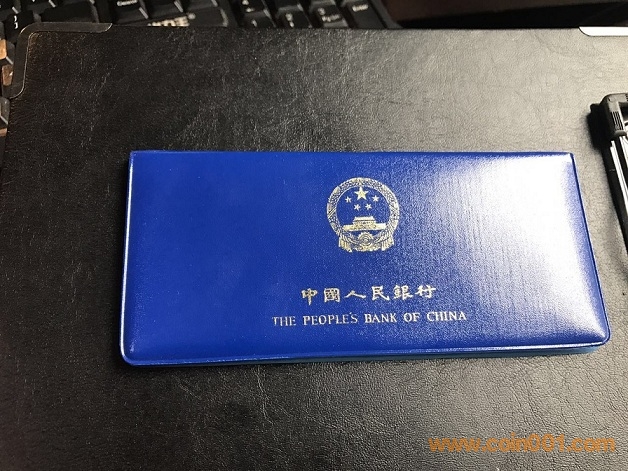 中國人民銀行
THE PEOPLE'S BANK OF CHINA
www.coin001.com